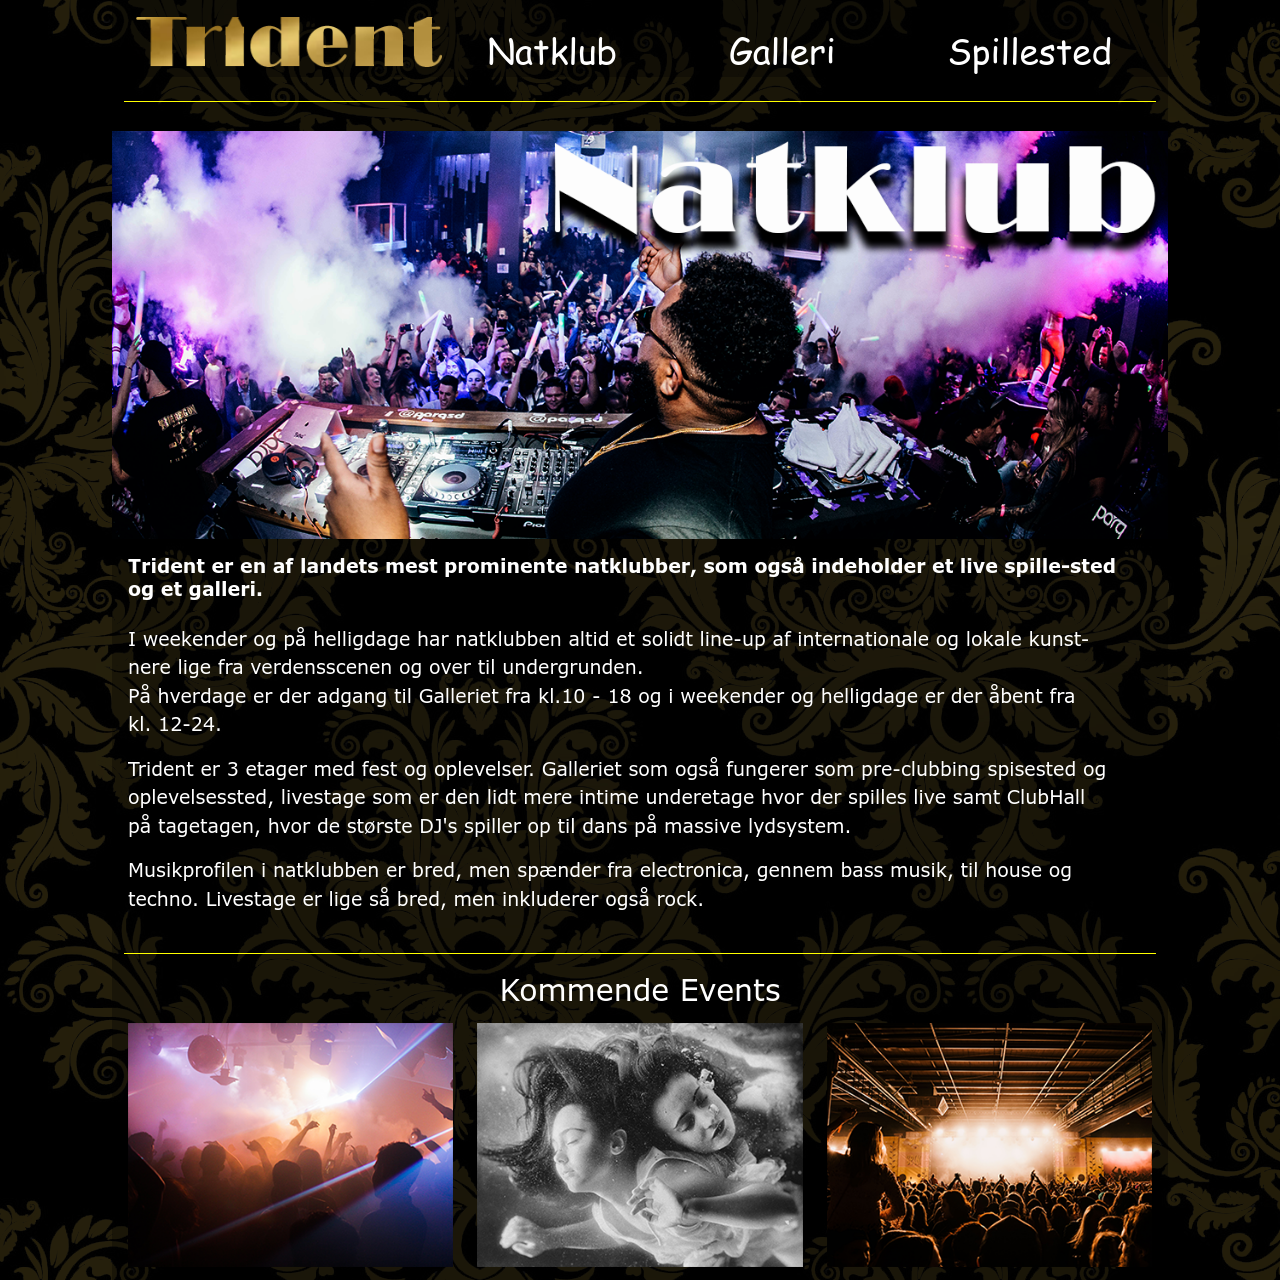 Trident
Natklub
Galleri
Spillested
Natklub
@parqsd
@parqsd
parq
Trident er en af landets mest prominente natklubber, som også indeholder et live spille-sted
og et galleri.
I weekender og på helligdage har natklubben altid et solidt line-up af internationale og lokale kunst-
nere lige fra verdensscenen og over til undergrunden.
På hverdage er der adgang til Galleriet fra kl.10 - 18 og i weekender og helligdage er der åbent fra
kl. 12-24.
Trident er 3 etager med fest og oplevelser. Galleriet som også fungerer som pre-clubbing spisested og
oplevelsessted, livestage som er den lidt mere intime underetage hvor der spilles live samt ClubHall
på tagetagen, hvor de største DJ's spiller op til dans på massive lydsystem.
Musikprofilen i natklubben er bred, men spænder fra electronica, gennem bass musik, til house og
techno. Livestage er lige så bred, men inkluderer også rock.
Kommende Events